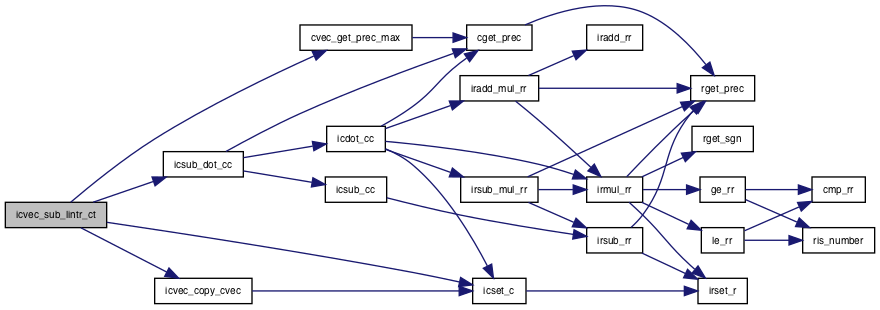 icvec_sub_lintr_ct
cvec_get_prec_max
icsub_dot_cc
icvec_copy_cvec
icdot_cc
icsub_cc
cget_prec
iradd_mul_rr
irsub_mul_rr
icset_c
iradd_rr
irmul_rr
irsub_rr
rget_prec
rget_sgn
ge_rr
le_rr
irset_r
cmp_rr
ris_number